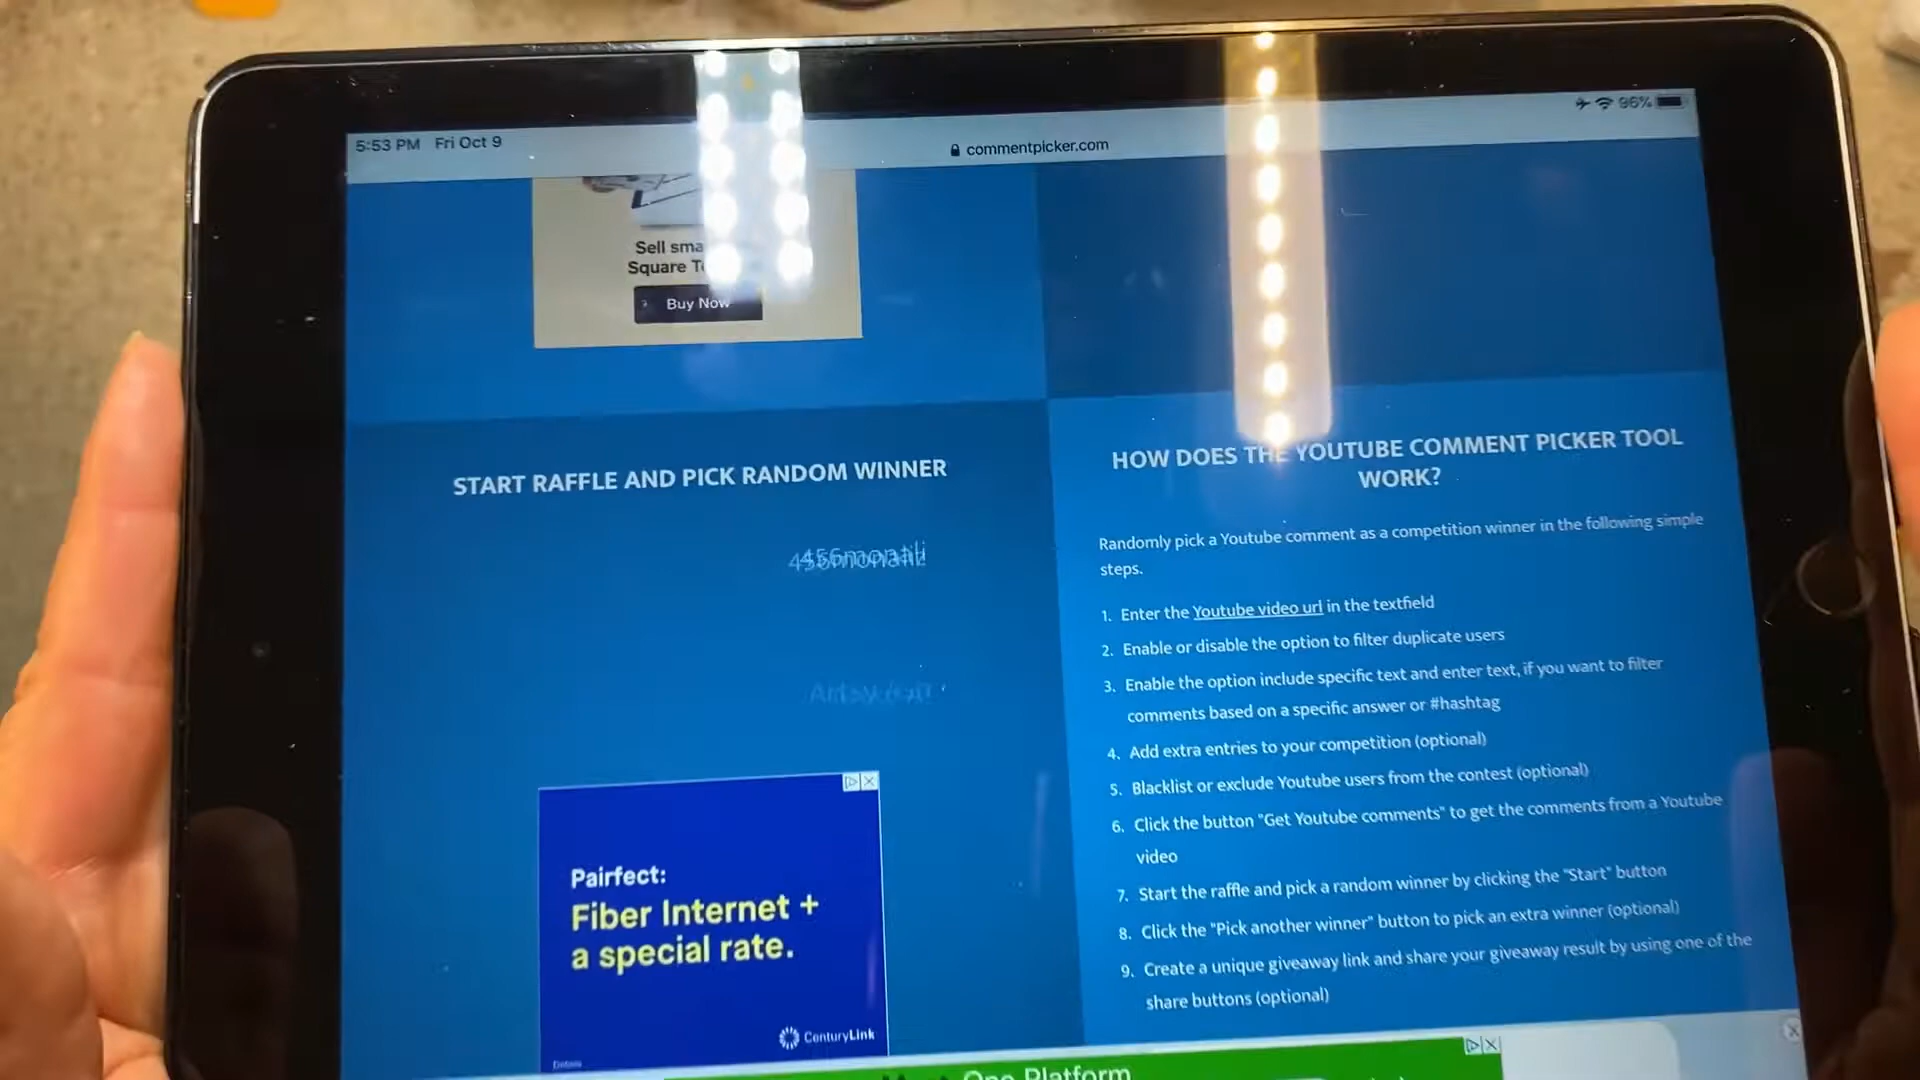 5:53 PM Fri Oct 9
commentpicker.com
96%
Sell
Square
Buy Now
START RAFFLE AND PICK RANDOM WINNER
HOW DOES THE YOUTUBE COMMENT PICKER TOOL
WORK?
Randomly pick a Youtube comment as a competition winner in the following simple
steps.
1. Enter the Youtube video url in the textfield
2. Enable or disable the option to filter duplicate users
3. Enable the option include specific text and enter text, if you want to filter
comments based on a specific answer or #hashtag
4. Add extra entries to your competition (optional)
5. Blacklist or exclude Youtube users from the contest (optional)
6. Click the button "Get Youtube comments" to get the comments from a Youtube
video
7. Start the raffle and pick a random winner by clicking the "Start" button
8. Click the "Pick another winner" button to pick an extra winner (optional)
9. Create a unique giveaway link and share your giveaway result by using one of the
share buttons (optional)
Pairfect:
Fiber Internet +
a special rate.
CenturyLink
Details
One Platform